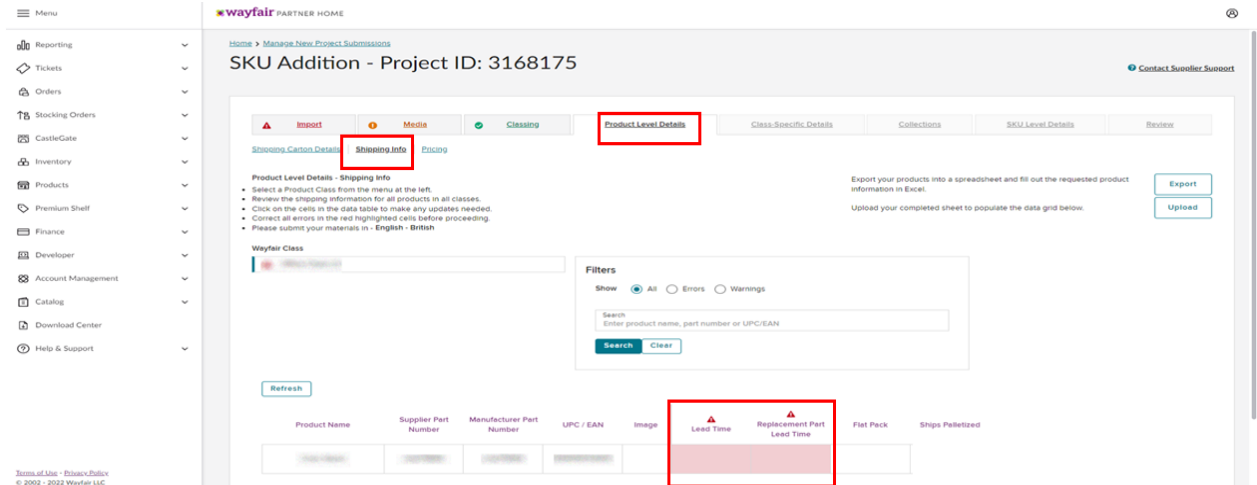 Menu
wayfair PARTNER HOME
Reporting
Tickets
Orders
Stocking Orders
CastleGate
Inventory
Products
Premium Shelf
Finance
Developer
Account Management
Catalog
Download Center
Help & Support
Terms of Use - Privacy Policy
© 2002 - 2022 Wayfair LLC
Home > Manage New Project Submissions
SKU Addition - Project ID: 3168175
Contact Supplier Support
Import Media Classing Product Level Details Class-Specific Details Collections SKU Level Details Review
Shipping Carton Details Shipping Info Pricing
Product Level Details - Shipping Info
Select a Product Class from the menu at the left.
Review the shipping information for all products in all classes.
Click on the cells in the data table to make any updates needed.
Correct all errors in the red highlighted cells before proceeding.
Please submit your materials in - English - British
Export your products into a spreadsheet and fill out the requested product
information in Excel.
Export
Upload your completed sheet to populate the data grid below.
Upload
Wayfair Class
Filters
Show All Errors Warnings
Search
Enter product name, part number or UPC/EAN
Search Clear
Refresh
Product Name
Supplier Part
Number
Manufacturer Part
Number
UPC / EAN
Image
Lead Time
Replacement Part
Lead Time
Flat Pack
Ships Palletized